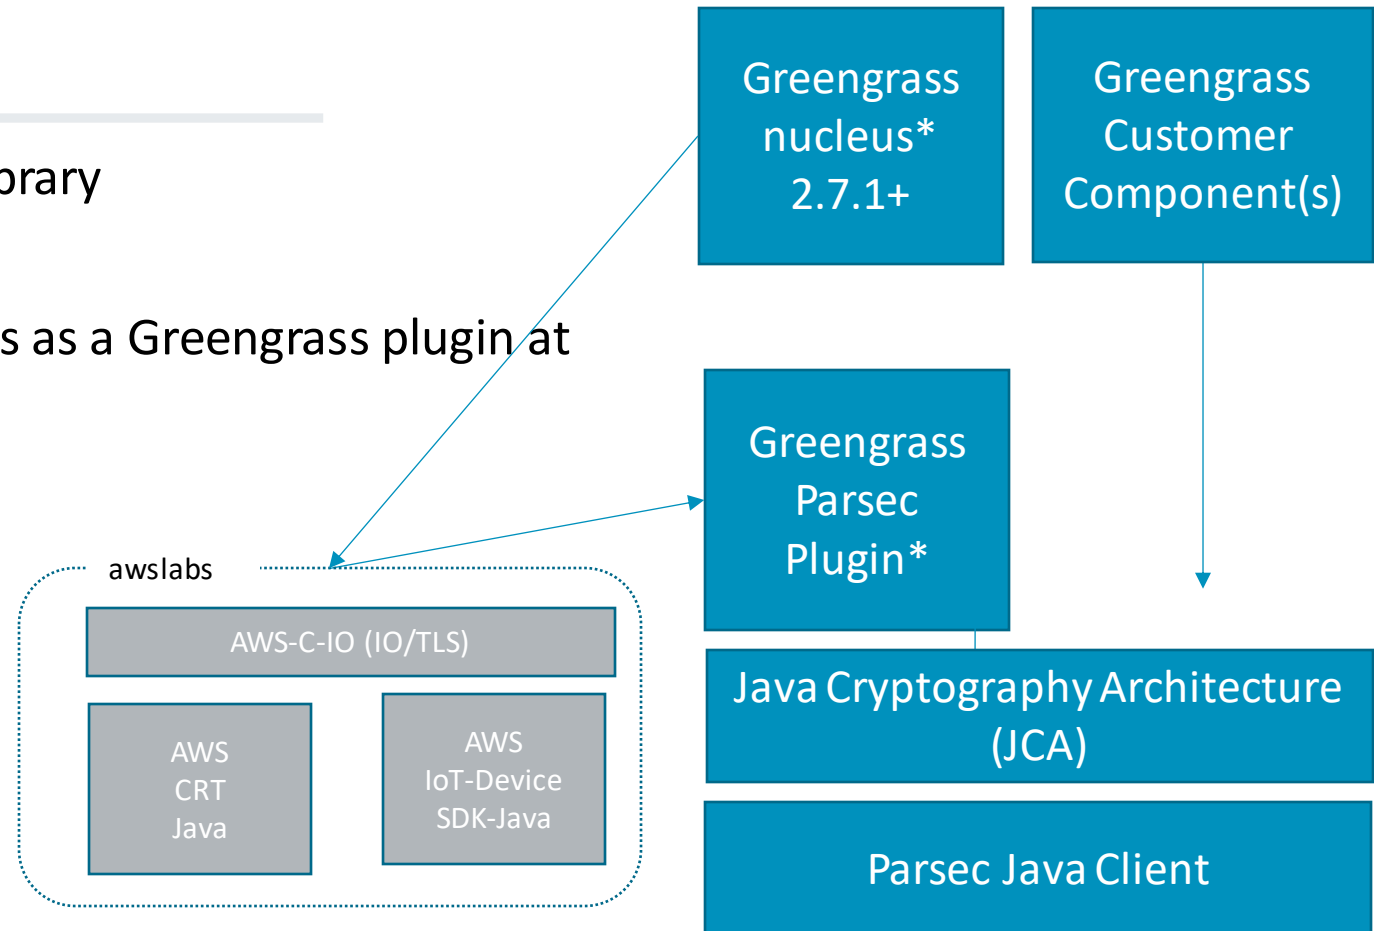 Greengrass
nucleus*
2.7.1+
Greengrass
Customer
Component(s)
s as a Greengrass plugin at
Greengrass
Parsec
Plugin*
awslabs
AWS-C-IO (IO/TLS)
AWS
CRT
Java
AWS
IoT-Device
SDK-Java
Java Cryptography Architecture
(JCA)
Parsec Java Client